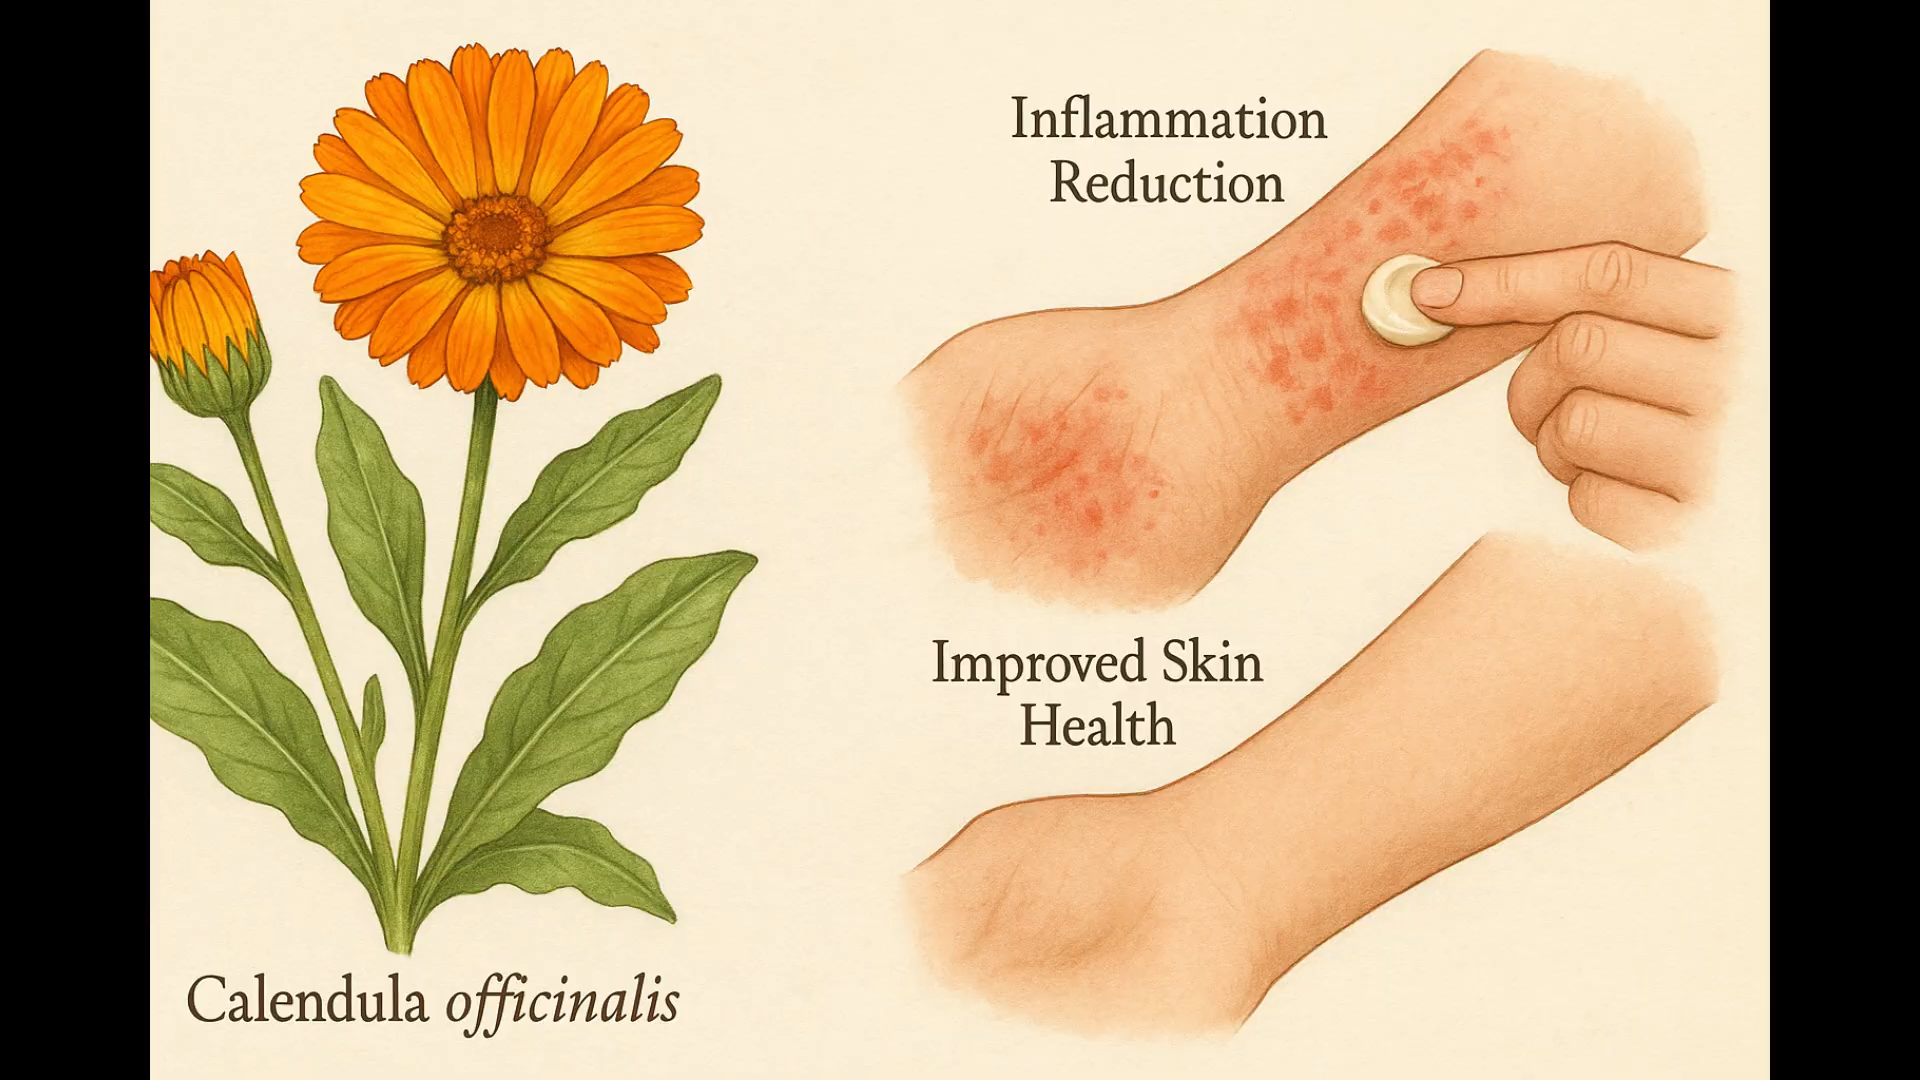 Inflammation
Reduction
Improved Skin
Health
Calendula officinalis